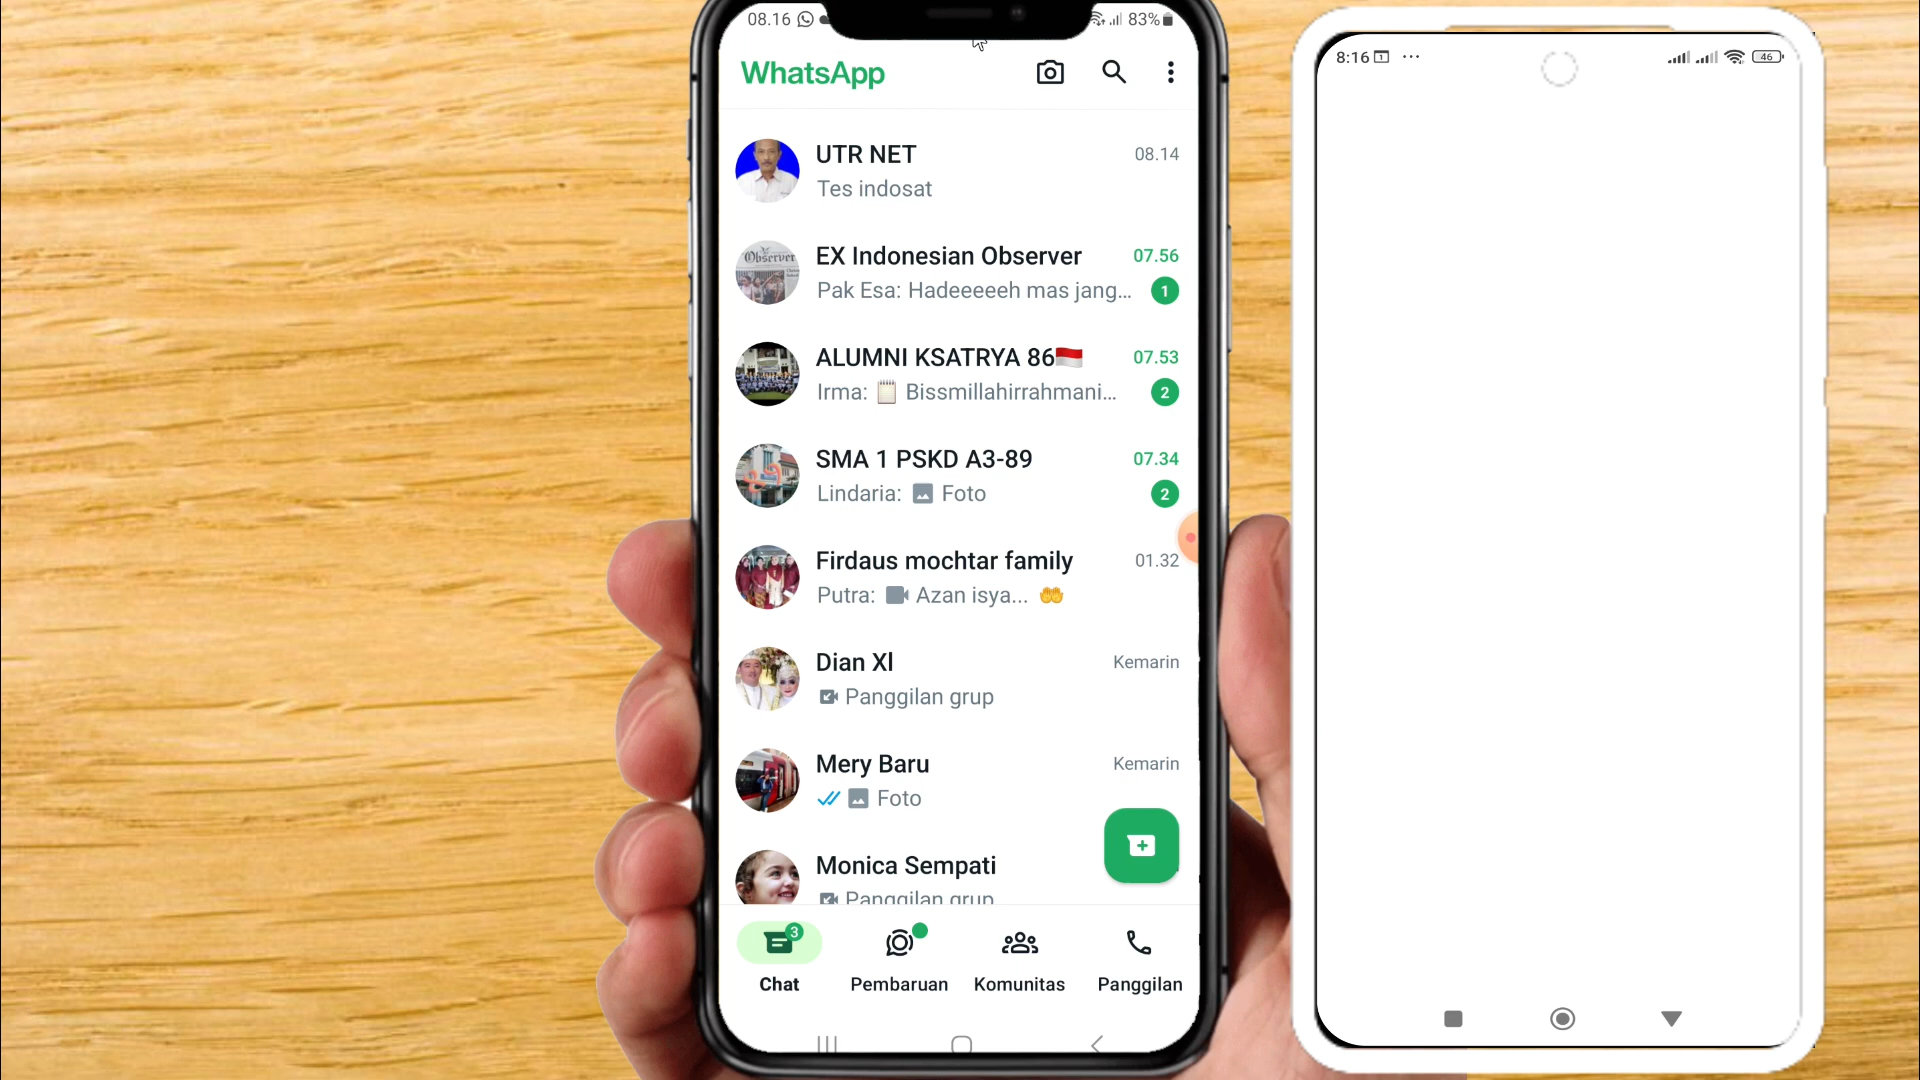 08.16
83%
WhatsApp
UTR NET
08.14
Tes indosat
Observer
EX Indonesian Observer
07.56
Pak Esa: Hadeeeeeh mas jang...
1
ALUMNI KSATRYA 86🇮🇩
07.53
Irma: 🗒️ Bissmillahirrahmani...
2
SMA 1 PSKD A3-89
07.34
Lindaria: Foto
2
Firdaus mochtar family
01.32
Putra: Azan isya... 🤲
Dian Xl
Kemarin
Panggilan grup
Mery Baru
Kemarin
Foto
Monica Sempati
Panggilan grup
3
Chat
Pembaruan
Komunitas
Panggilan
8:16
1
...
46